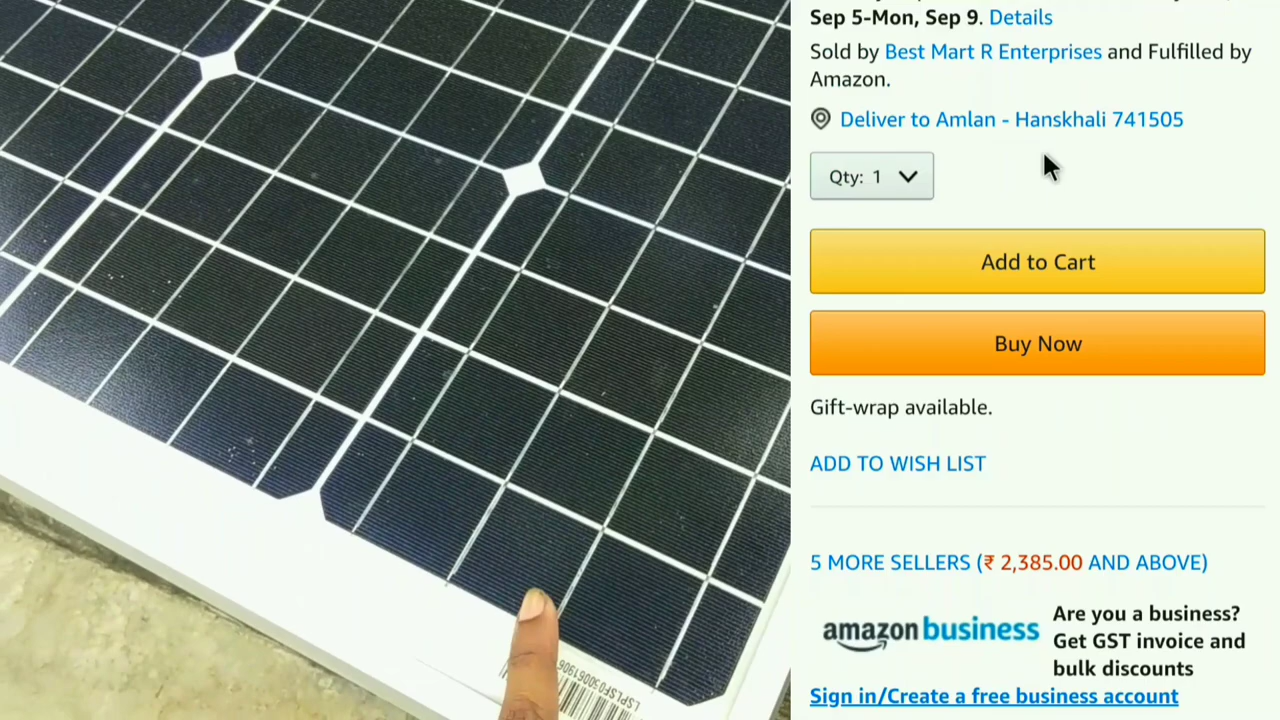 Sep 5-Mon, Sep 9. Details
Sold by Best Mart R Enterprises and Fulfilled by
Amazon.
Deliver to Amlan - Hanskhali 741505
Qty: 1
Add to Cart
Buy Now
Gift-wrap available.
ADD TO WISH LIST
5 MORE SELLERS (₹ 2,385.00 AND ABOVE)
amazon business
Are you a business?
Get GST invoice and
bulk discounts
Sign in/Create a free business account